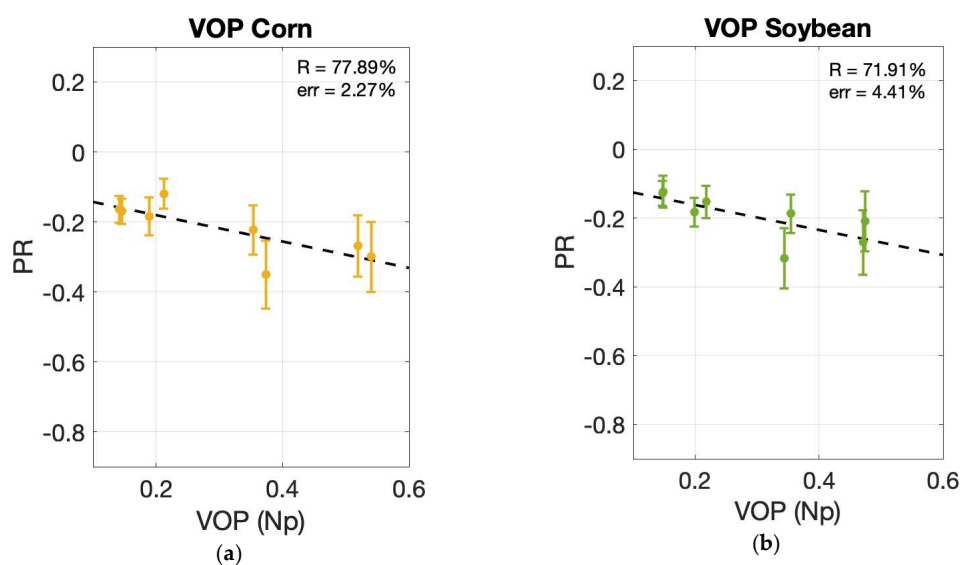 VOP Corn
R = 77.89%
err = 2.27%
0.2
0
-0.2
-0.4
-0.6
-0.8
PR
0.2
0.4
0.6
VOP (Np)
(a)
VOP Soybean
R = 71.91%
err = 4.41%
0.2
0
-0.2
-0.4
-0.6
-0.8
PR
0.2
0.4
0.6
VOP (Np)
(b)